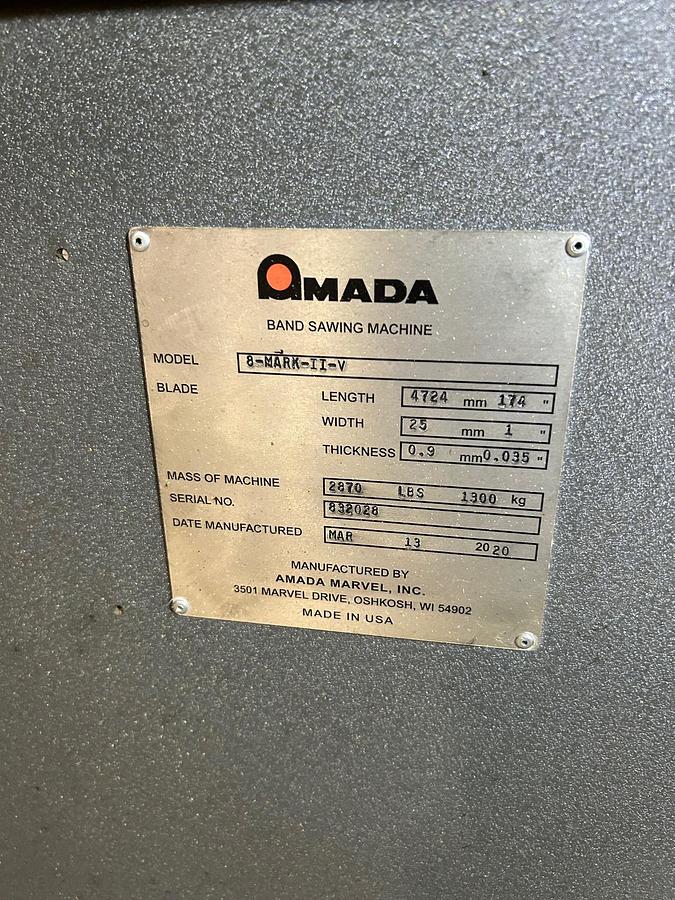 AMADA
BAND SAWING MACHINE
MODEL 8-MARK-II-V
BLADE LENGTH 4724 mm 174 "
WIDTH 25 mm 1 "
THICKNESS 0.9 mm 0.035 "
MASS OF MACHINE 2870 LBS 1300 kg
SERIAL NO. 832028
DATE MANUFACTURED MAR 13 2020
MANUFACTURED BY
AMADA MARVEL, INC.
3501 MARVEL DRIVE, OSHKOSH, WI 54902
MADE IN USA